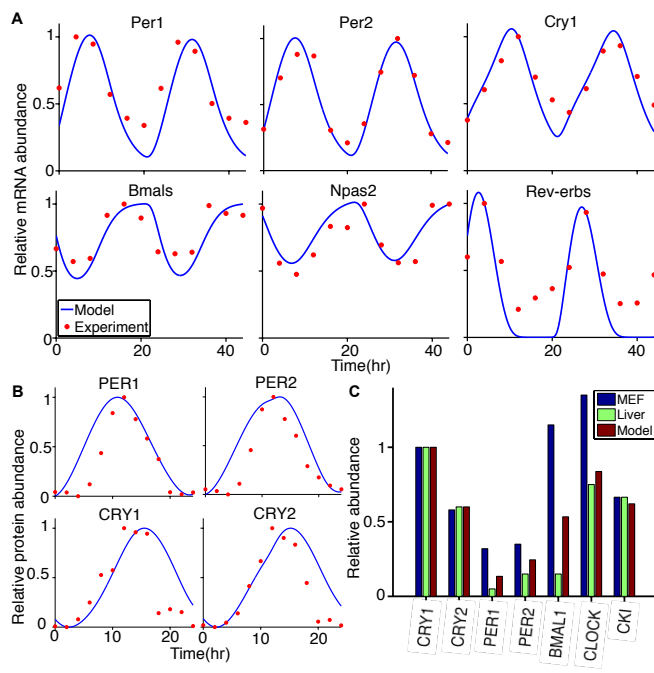 A
Per1
Per2
Cry1
1
0.5
0
Relative mRNA abundance
Bmals
Npas2
Rev-erbs
1
0.5
0
Model
Experiment
0 20 40
0 20 40
0 20 40
Time(hr)
B
PER1
PER2
1
0.5
CRY1
CRY2
1
0.5
0
Relative protein abundance
0 10 20
0 10 20
Time(hr)
C
MEF
Liver
Model
1
0.5
0
Relative abundance
CRY1
CRY2
PER1
PER2
BMAL1
CLOCK
CKI